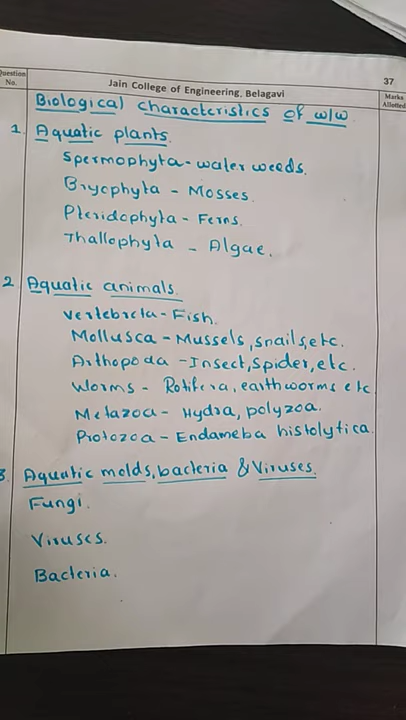 Question No.
Jain College of Engineering, Belagavi
37
Marks Allotted
Biological characteristics of w/w
1. Aquatic plants.
Spermophyta - water weeds.
Bryophyta - Mosses.
Pteridophyta - Ferns.
Thallophyta - Algae.
2 Aquatic animals.
Vertebrata - Fish.
Mollusca - Mussels, snails, etc.
Arthopoda - Insect, spider, etc.
Worms - Rotifera, earthworms etc
Metazoa - Hydra, polyzoa.
Protozoa - Endameba histolytica.
3. Aquatic molds, bacteria & Viruses.
Fungi.
Viruses.
Bacteria.